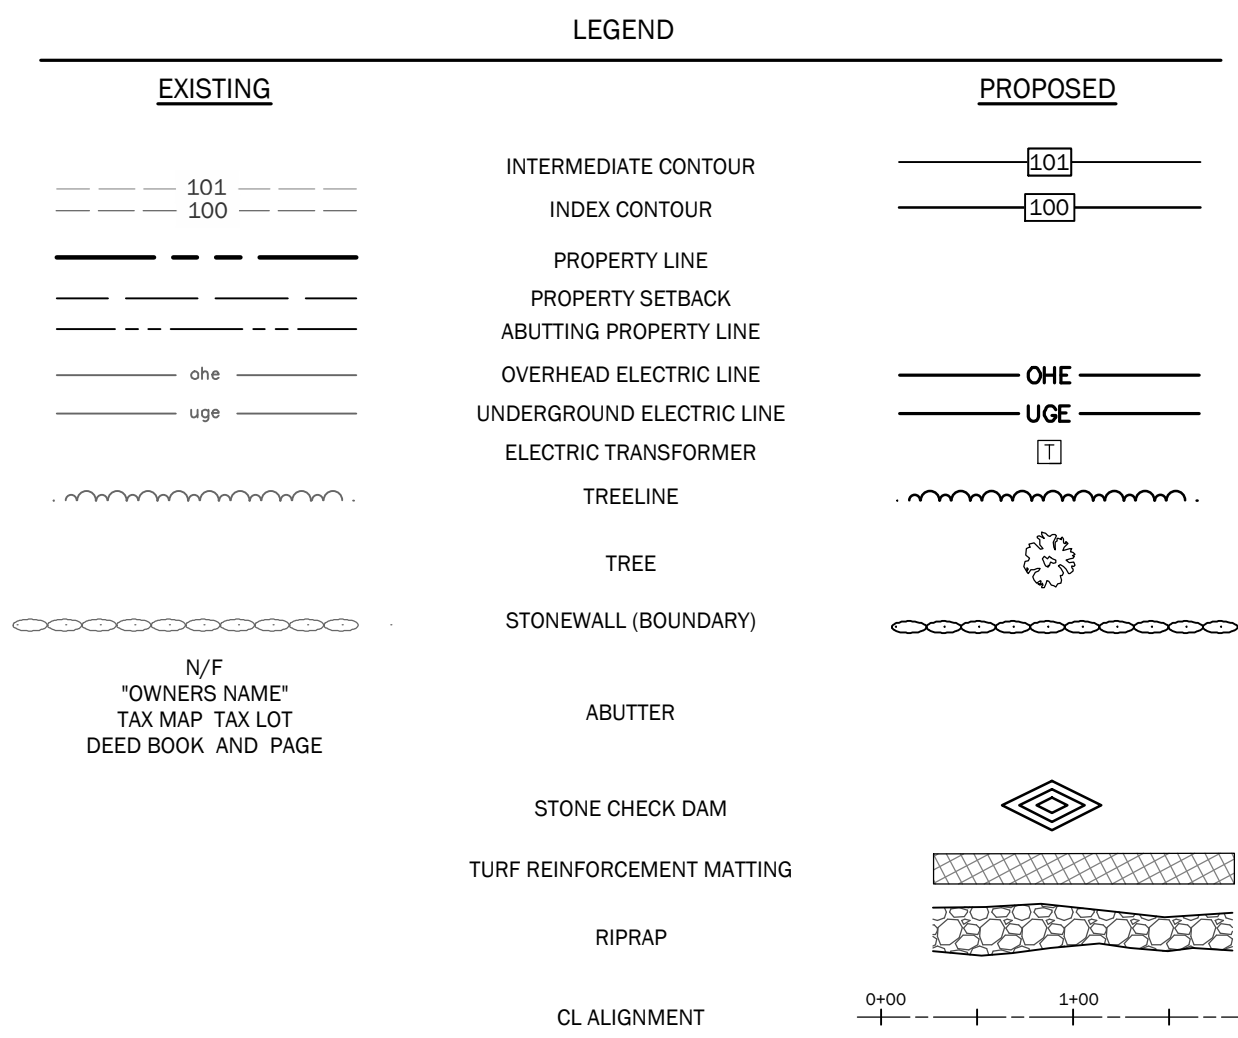 LEGEND
EXISTING
PROPOSED
101
INTERMEDIATE CONTOUR
101
100
INDEX CONTOUR
100
PROPERTY LINE
PROPERTY SETBACK
ABUTTING PROPERTY LINE
ohe
OVERHEAD ELECTRIC LINE
OHE
uge
UNDERGROUND ELECTRIC LINE
UGE
ELECTRIC TRANSFORMER
T
TREELINE
TREE
STONEWALL (BOUNDARY)
N/F
"OWNERS NAME"
TAX MAP TAX LOT
DEED BOOK AND PAGE
ABUTTER
STONE CHECK DAM
TURF REINFORCEMENT MATTING
RIPRAP
CL ALIGNMENT
0+00
1+00